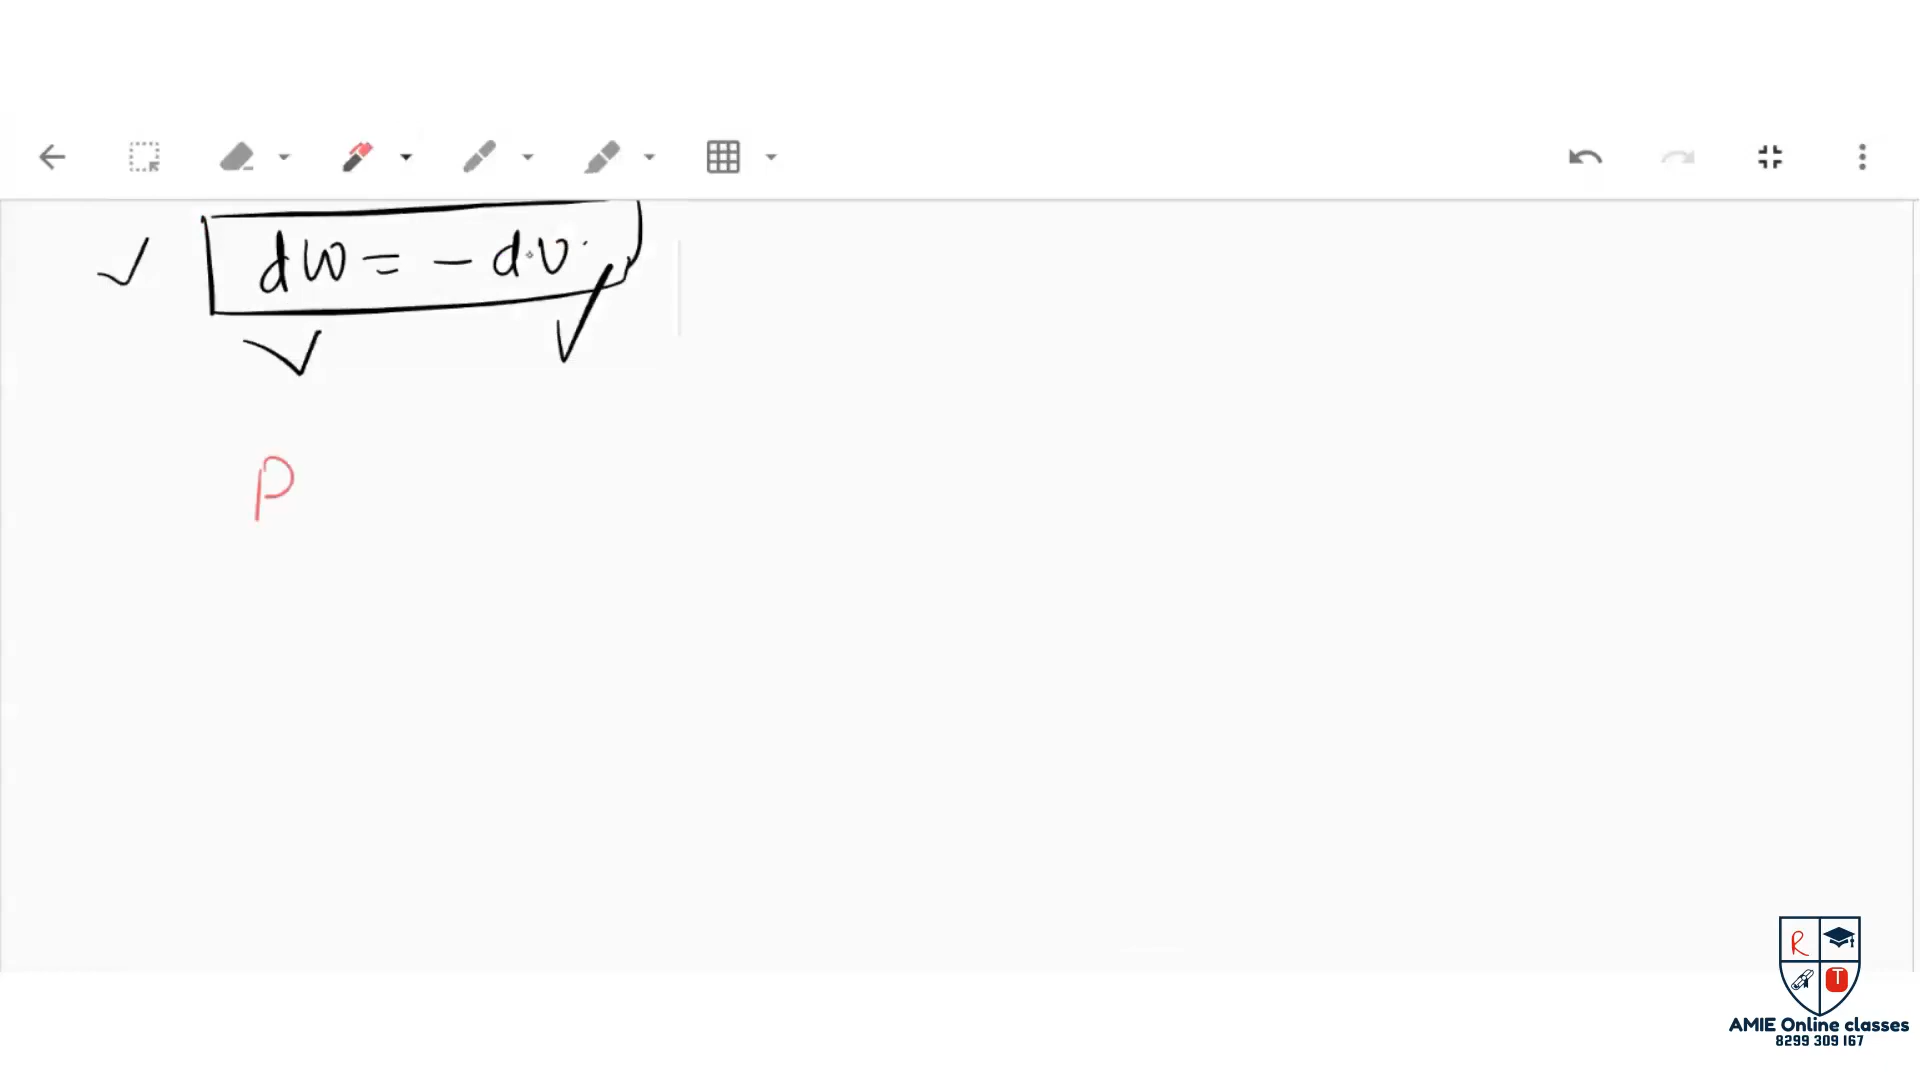 dW = - d.U.
P
R
T
AMIE Online classes
8299 309 167